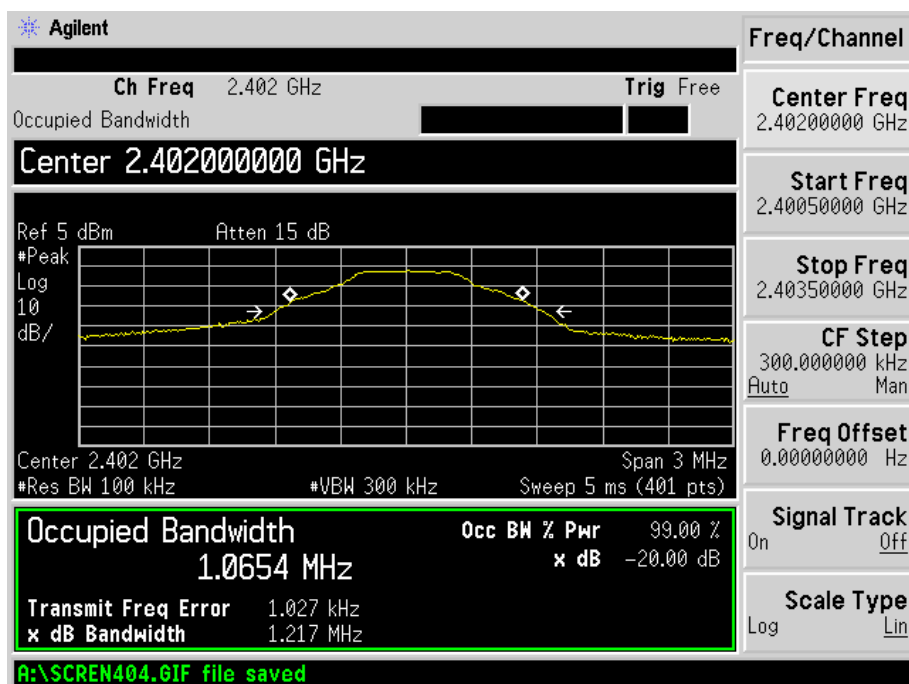 Agilent
Freq/Channel
Ch Freq 2.402 GHz Trig Free
Occupied Bandwidth
Center 2.402000000 GHz
Ref 5 dBm Atten 15 dB
#Peak
Log
10
dB/
Center 2.402 GHz Span 3 MHz
#Res BW 100 kHz #VBW 300 kHz Sweep 5 ms (401 pts)
Occupied Bandwidth
1.0654 MHz
Occ BW % Pwr 99.00 %
x dB -20.00 dB
Transmit Freq Error 1.027 kHz
x dB Bandwidth 1.217 MHz
A:\SCREN404.GIF file saved
Center Freq
2.40200000 GHz
Start Freq
2.40050000 GHz
Stop Freq
2.40350000 GHz
CF Step
300.000000 kHz
Auto Man
Freq Offset
0.00000000 Hz
Signal Track
On Off
Scale Type
Log Lin